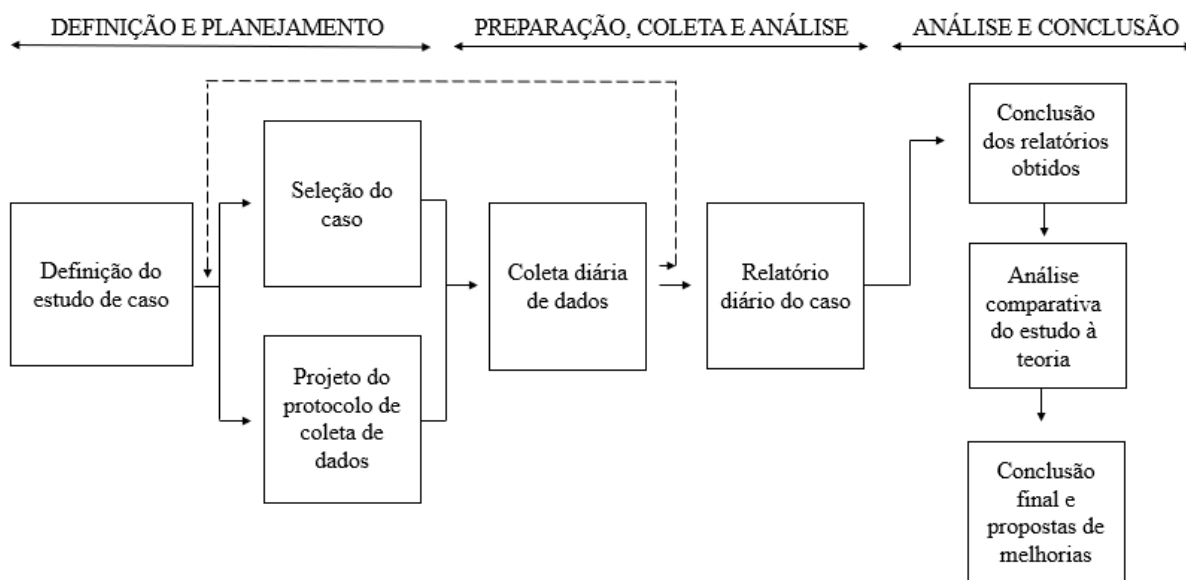 DEFINIÇÃO E PLANEJAMENTO
PREPARAÇÃO, COLETA E ANÁLISE
ANÁLISE E CONCLUSÃO
Definição do
estudo de caso
Seleção do
caso
Projeto do
protocolo de
coleta de
dados
Coleta diária
de dados
Relatório
diário do caso
Conclusão
dos relatórios
obtidos
Análise
comparativa
do estudo à
teoria
Conclusão
final e
propostas de
melhorias